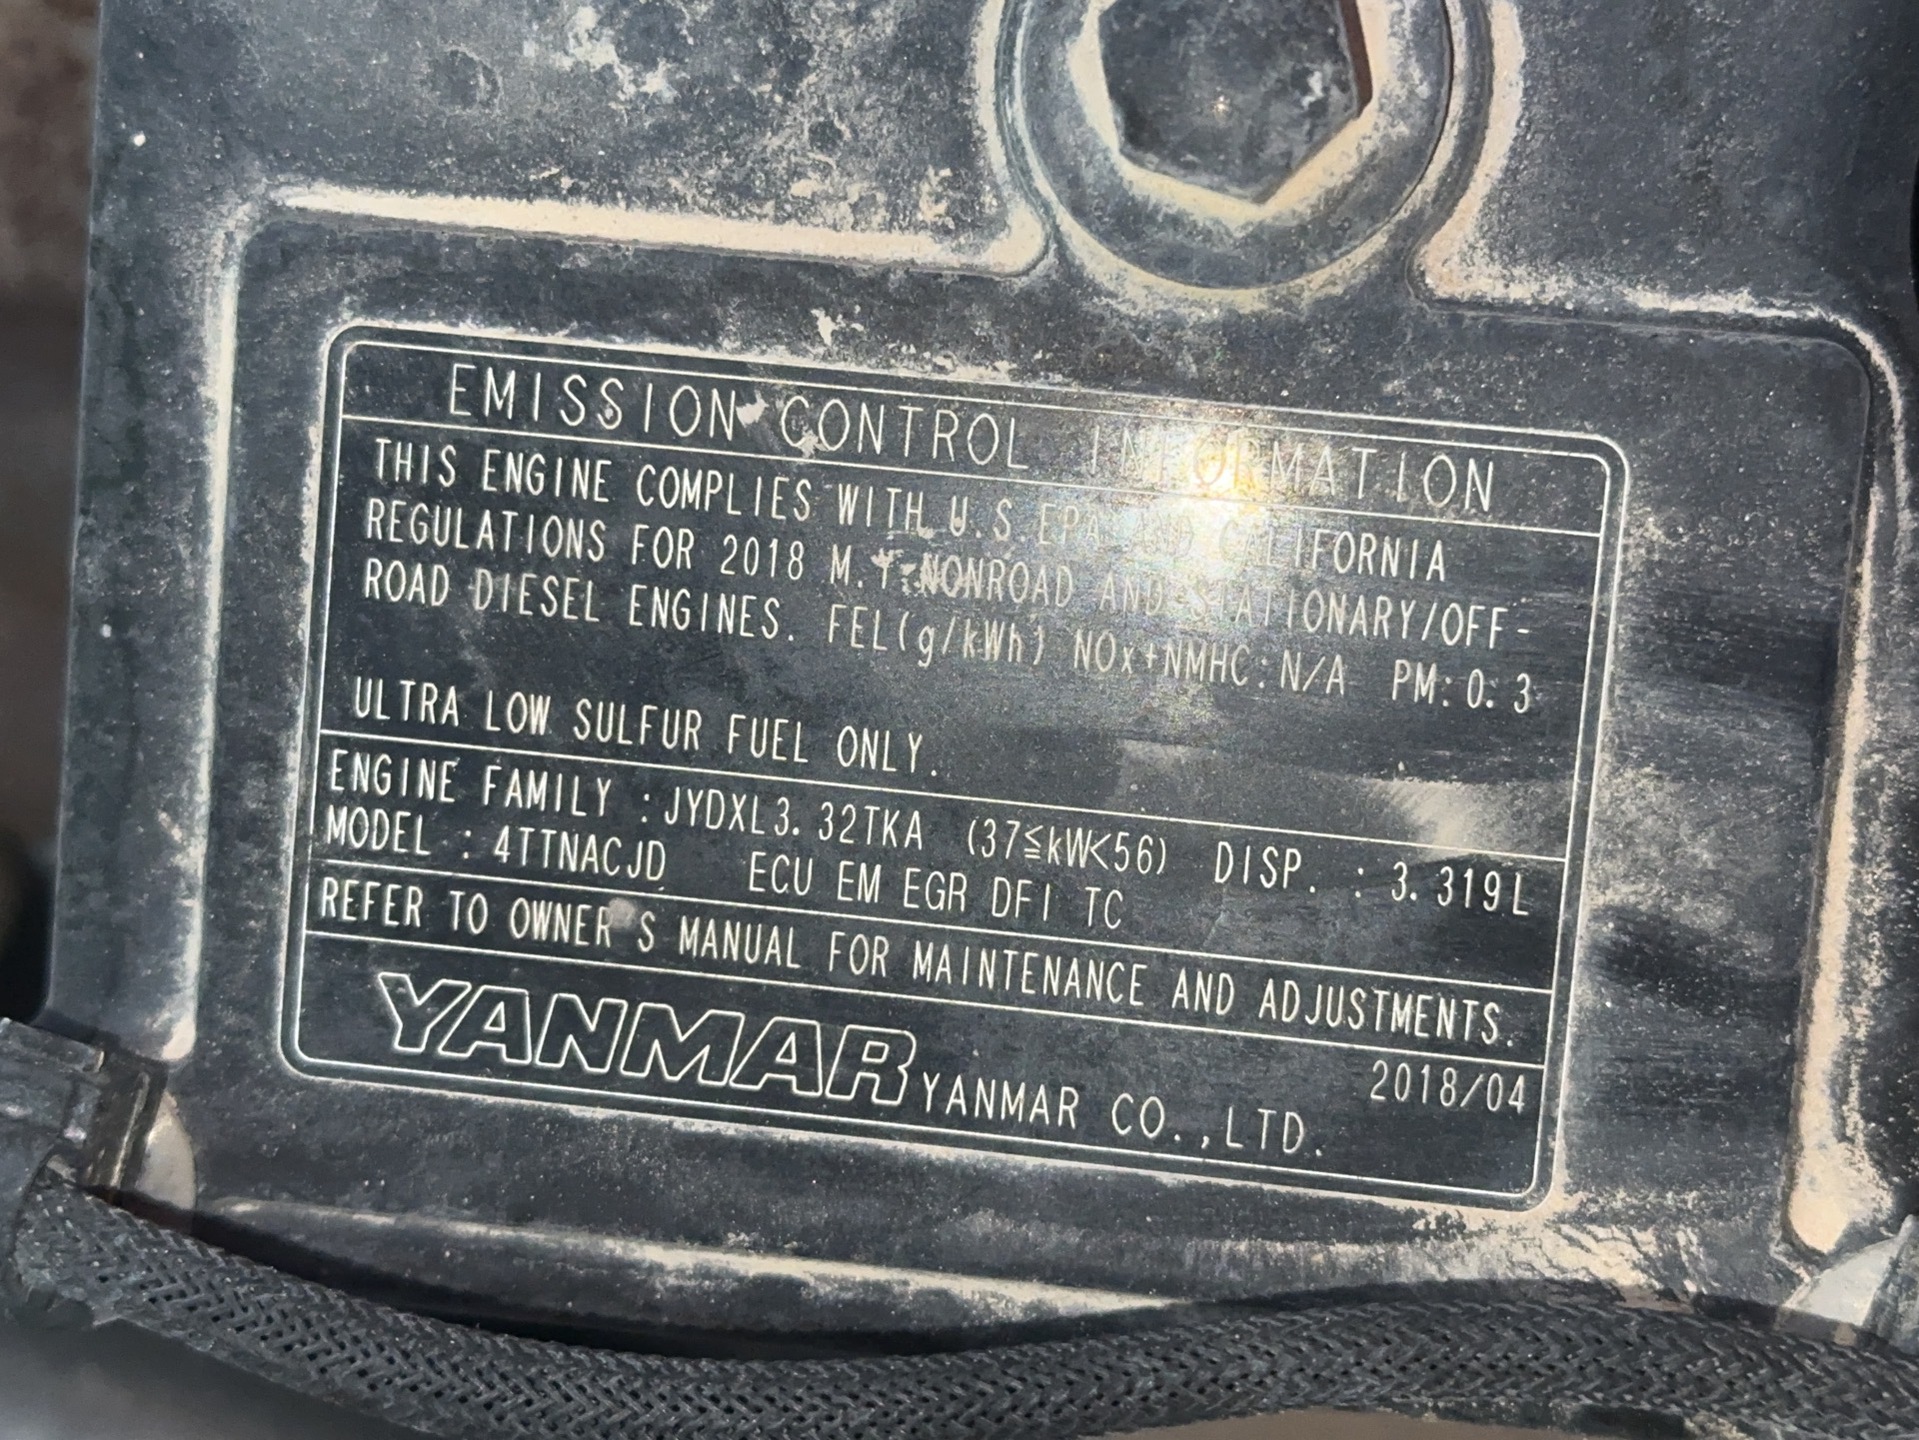 EMISSION CONTROL INFORMATION
THIS ENGINE COMPLIES WITH U.S.EPA AND CALIFORNIA
REGULATIONS FOR 2018 M.Y.NONROAD AND STATIONARY/OFF-
ROAD DIESEL ENGINES. FEL(g/kWh) NOx+NMHC:N/A PM:0.3
ULTRA LOW SULFUR FUEL ONLY.
ENGINE FAMILY :JYDXL3.32TKA (37≦kW<56) DISP. : 3.319L
MODEL : 4TTNACJD ECU EM EGR DFI TC
REFER TO OWNER'S MANUAL FOR MAINTENANCE AND ADJUSTMENTS.
2018/04
YANMAR YANMAR CO.,LTD.